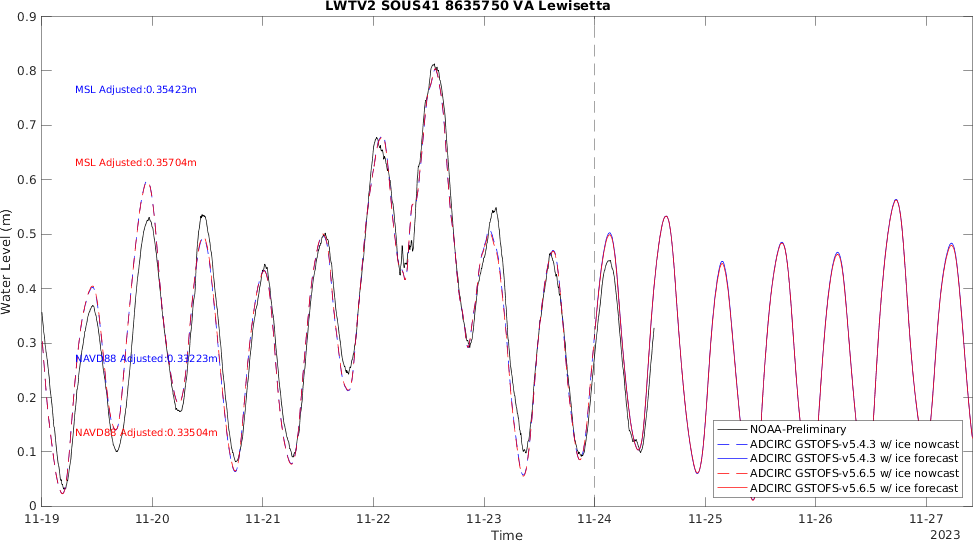 LWTV2 SOUS41 8635750 VA Lewisetta
0.9
0.8
0.7
0.6
0.5
0.4
0.3
0.2
0.1
0
Water Level (m)
MSL Adjusted:0.35423m
MSL Adjusted:0.35704m
NAVD88 Adjusted:0.33223m
NAVD88 Adjusted:0.33504m
NOAA-Preliminary
ADCIRC GSTOFS-v5.4.3 w/ ice nowcast
ADCIRC GSTOFS-v5.4.3 w/ ice forecast
ADCIRC GSTOFS-v5.6.5 w/ ice nowcast
ADCIRC GSTOFS-v5.6.5 w/ ice forecast
11-19 11-20 11-21 11-22 11-23 11-24 11-25 11-26 11-27
Time
2023